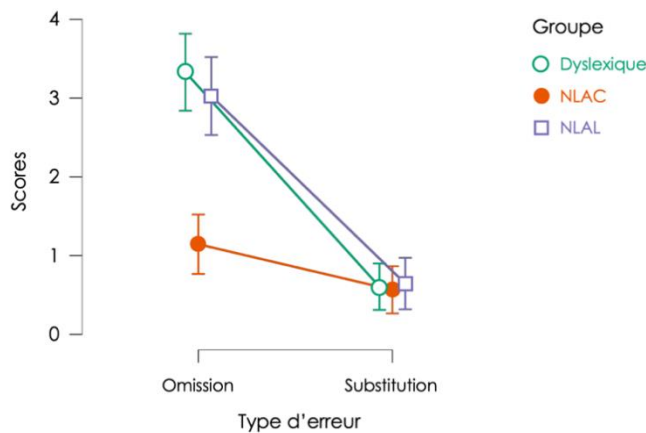 4
3
2
1
0
Scores
Omission
Substitution
Type d'erreur
Groupe
Dyslexique
NLAC
NLAL